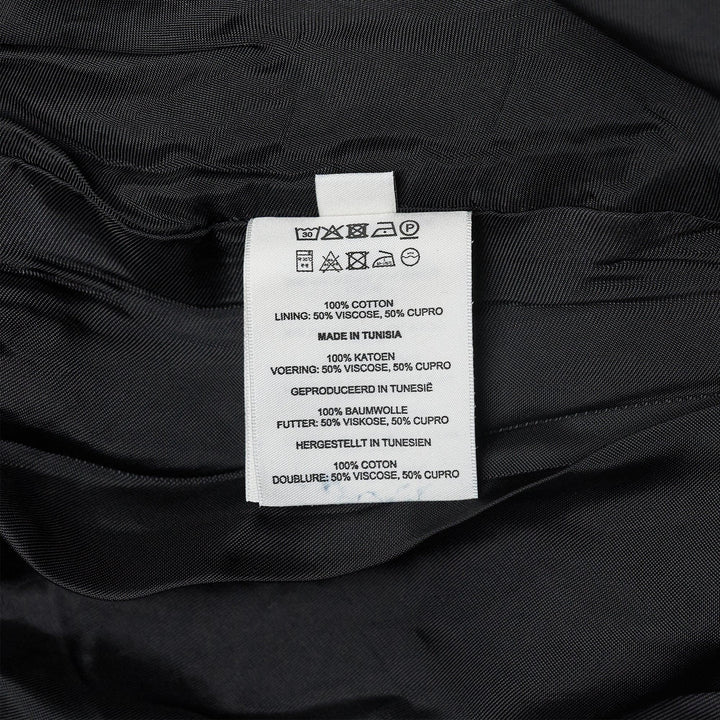 30
P
100% COTTON
LINING: 50% VISCOSE, 50% CUPRO
MADE IN TUNISIA
100% KATOEN
VOERING: 50% VISCOSE, 50% CUPRO
GEPRODUCEERD IN TUNESIË
100% BAUMWOLLE
FUTTER: 50% VISKOSE, 50% CUPRO
HERGESTELLT IN TUNESIEN
100% COTON
DOUBLURE: 50% VISCOSE, 50% CUPRO